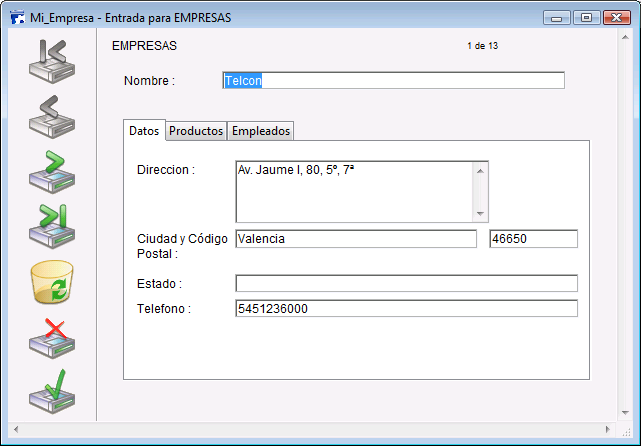 Mi_Empresa - Entrada para EMPRESAS
EMPRESAS 1 de 13
Nombre : Telcon
Datos Productos Empleados
Direccion : Av. Jaume I, 80, 5º, 7ª
Ciudad y Código Valencia 46650
Postal :
Estado :
Telefono : 5451236000